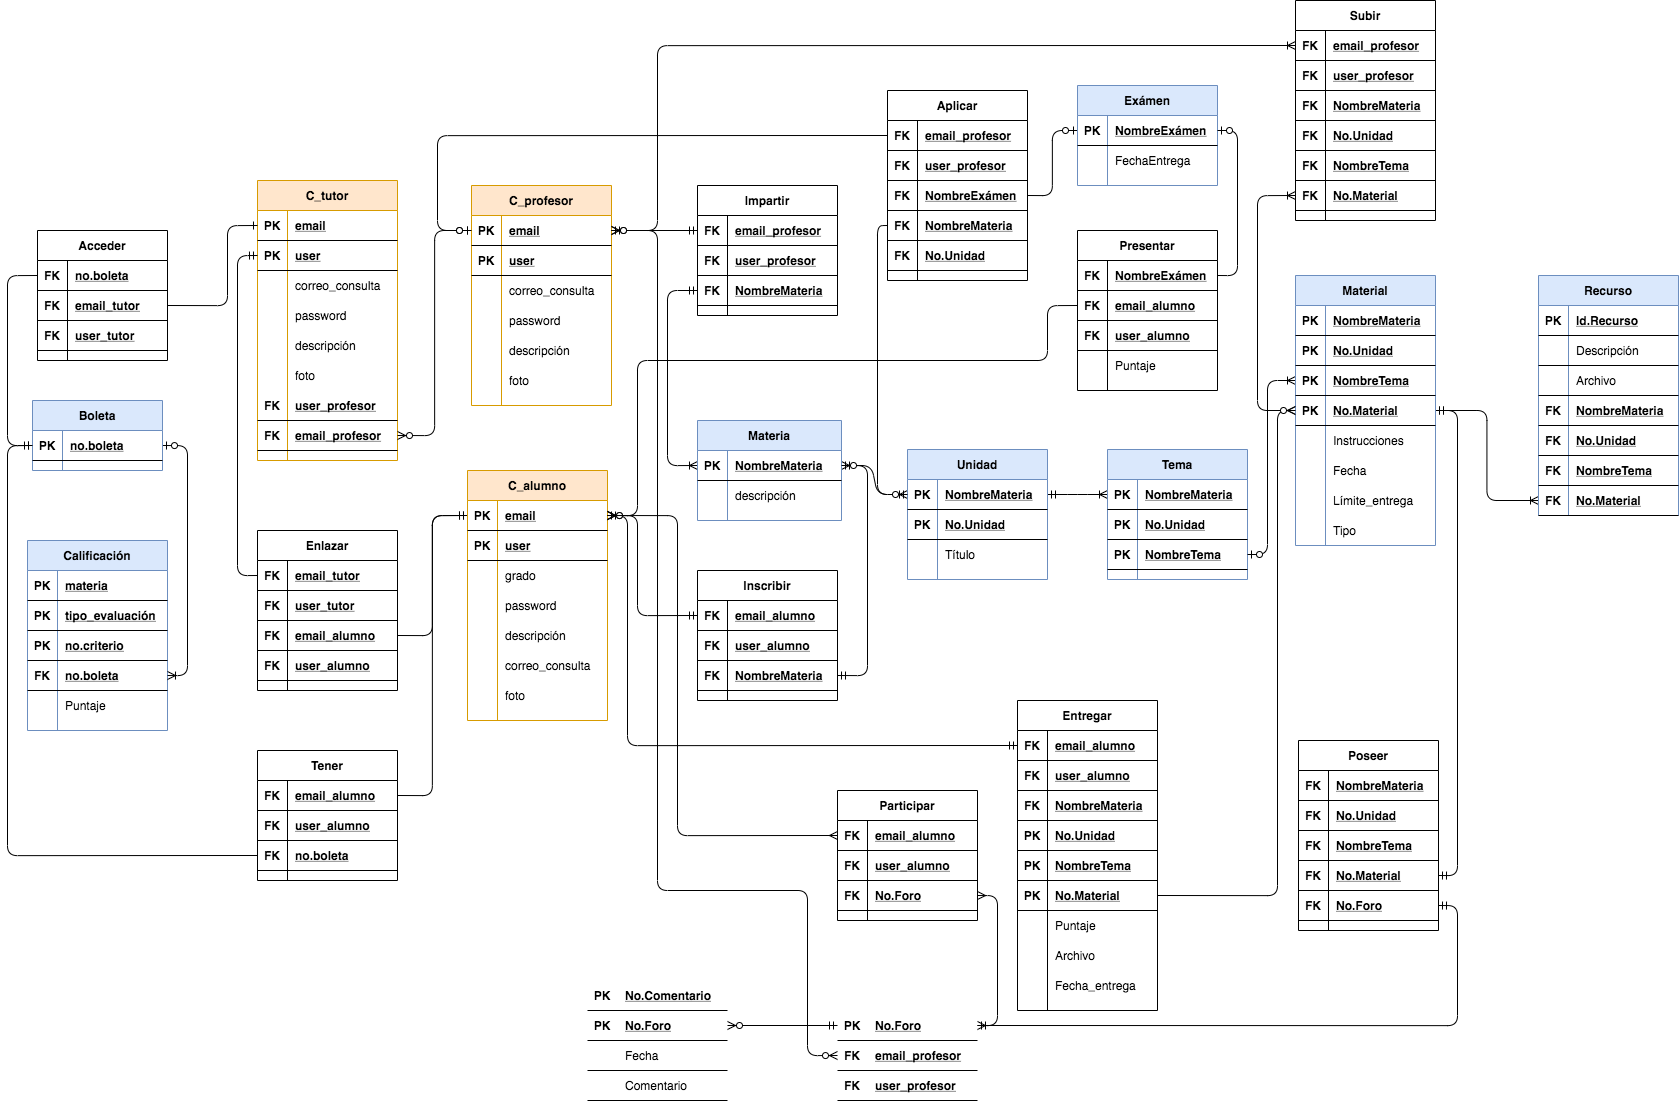 Subir
FK email_profesor
FK user_profesor
FK NombreMateria
FK No.Unidad
FK NombreTema
FK No.Material
Aplicar
FK email_profesor
FK user_profesor
FK NombreExámen
FK NombreMateria
FK No.Unidad
Exámen
PK NombreExámen
FechaEntrega
C_tutor
PK email
PK user
correo_consulta
password
descripción
foto
FK user_profesor
FK email_profesor
C_profesor
PK email
PK user
correo_consulta
password
descripción
foto
Impartir
FK email_profesor
FK user_profesor
FK NombreMateria
Acceder
FK no.boleta
FK email_tutor
FK user_tutor
Presentar
FK NombreExámen
FK email_alumno
FK user_alumno
Puntaje
Material
PK NombreMateria
PK No.Unidad
PK NombreTema
PK No.Material
Instrucciones
Fecha
Límite_entrega
Tipo
Recurso
PK Id.Recurso
Descripción
Archivo
FK NombreMateria
FK No.Unidad
FK NombreTema
FK No.Material
Boleta
PK no.boleta
Materia
PK NombreMateria
descripción
Unidad
PK NombreMateria
PK No.Unidad
Título
Tema
PK NombreMateria
PK No.Unidad
PK NombreTema
C_alumno
PK email
PK user
grado
password
descripción
correo_consulta
foto
Calificación
PK materia
PK tipo_evaluación
PK no.criterio
FK no.boleta
Puntaje
Enlazar
FK email_tutor
FK user_tutor
FK email_alumno
FK user_alumno
Inscribir
FK email_alumno
FK user_alumno
FK NombreMateria
Tener
FK email_alumno
FK user_alumno
FK no.boleta
Entregar
FK email_alumno
FK user_alumno
FK NombreMateria
PK No.Unidad
PK NombreTema
PK No.Material
Puntaje
Archivo
Fecha_entrega
Poseer
FK NombreMateria
FK No.Unidad
FK NombreTema
FK No.Material
FK No.Foro
Participar
FK email_alumno
FK user_alumno
FK No.Foro
PK No.Comentario
PK No.Foro
Fecha
Comentario
PK No.Foro
FK email_profesor
FK user_profesor